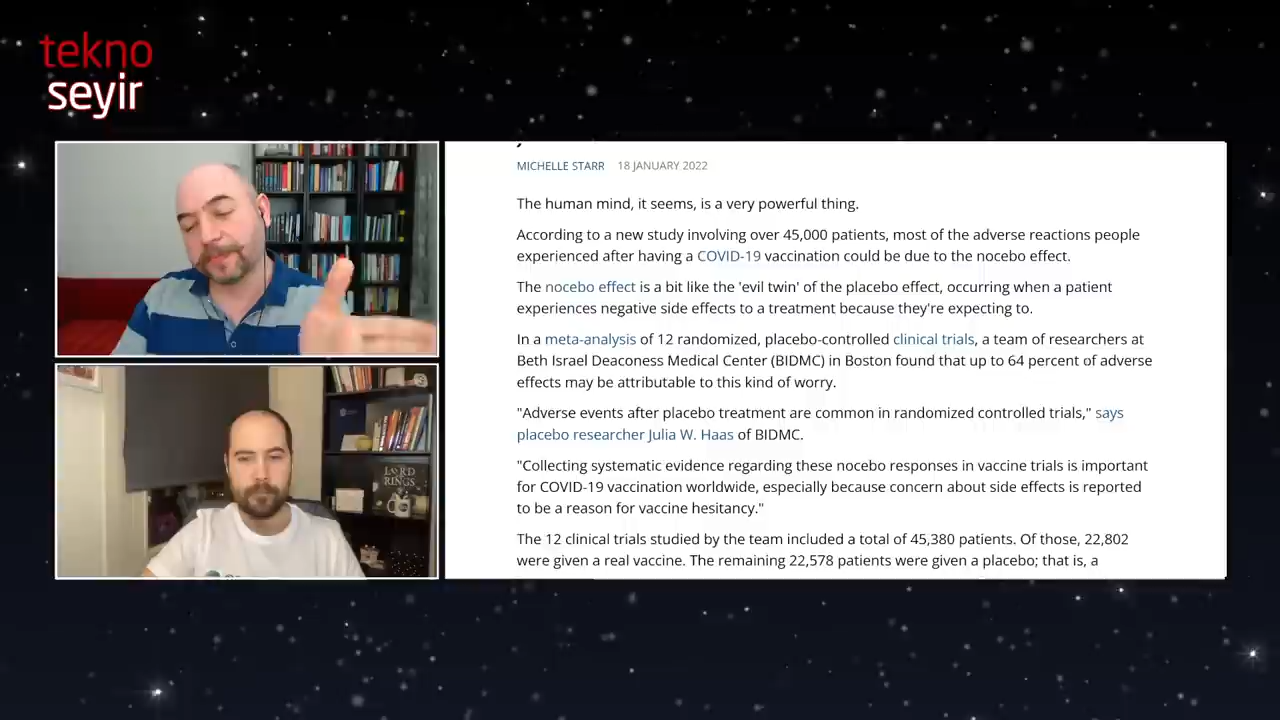 tekno
seyir
MICHELLE STARR 18 JANUARY 2022
The human mind, it seems, is a very powerful thing.
According to a new study involving over 45,000 patients, most of the adverse reactions people
experienced after having a COVID-19 vaccination could be due to the nocebo effect.
The nocebo effect is a bit like the 'evil twin' of the placebo effect, occurring when a patient
experiences negative side effects to a treatment because they're expecting to.
In a meta-analysis of 12 randomized, placebo-controlled clinical trials, a team of researchers at
Beth Israel Deaconess Medical Center (BIDMC) in Boston found that up to 64 percent of adverse
effects may be attributable to this kind of worry.
"Adverse events after placebo treatment are common in randomized controlled trials," says
placebo researcher Julia W. Haas of BIDMC.
"Collecting systematic evidence regarding these nocebo responses in vaccine trials is important
for COVID-19 vaccination worldwide, especially because concern about side effects is reported
to be a reason for vaccine hesitancy."
The 12 clinical trials studied by the team included a total of 45,380 patients. Of those, 22,802
were given a real vaccine. The remaining 22,578 patients were given a placebo; that is, a
LORD
RINGS